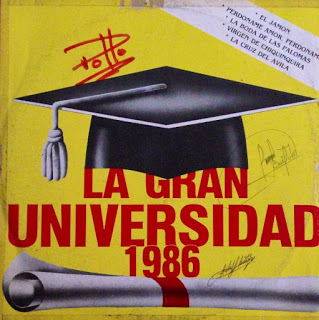 • EL JAMON
PERDONAME AMOR, PERDONAM
• LA BODA DE LAS PALOMAS
• VIRGEN DE CHIQUINQUIRA
• LA CRUZ DEL AVILA
LA GRAN
UNIVERSIDAD
1986